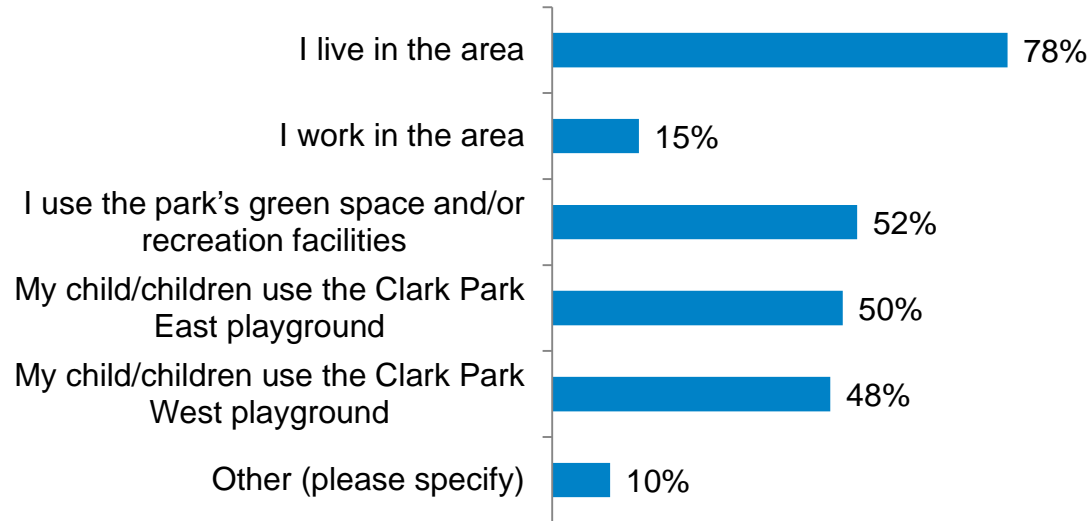 I live in the area
78%
I work in the area
15%
I use the park’s green space and/or
recreation facilities
52%
My child/children use the Clark Park
East playground
50%
My child/children use the Clark Park
West playground
48%
Other (please specify)
10%